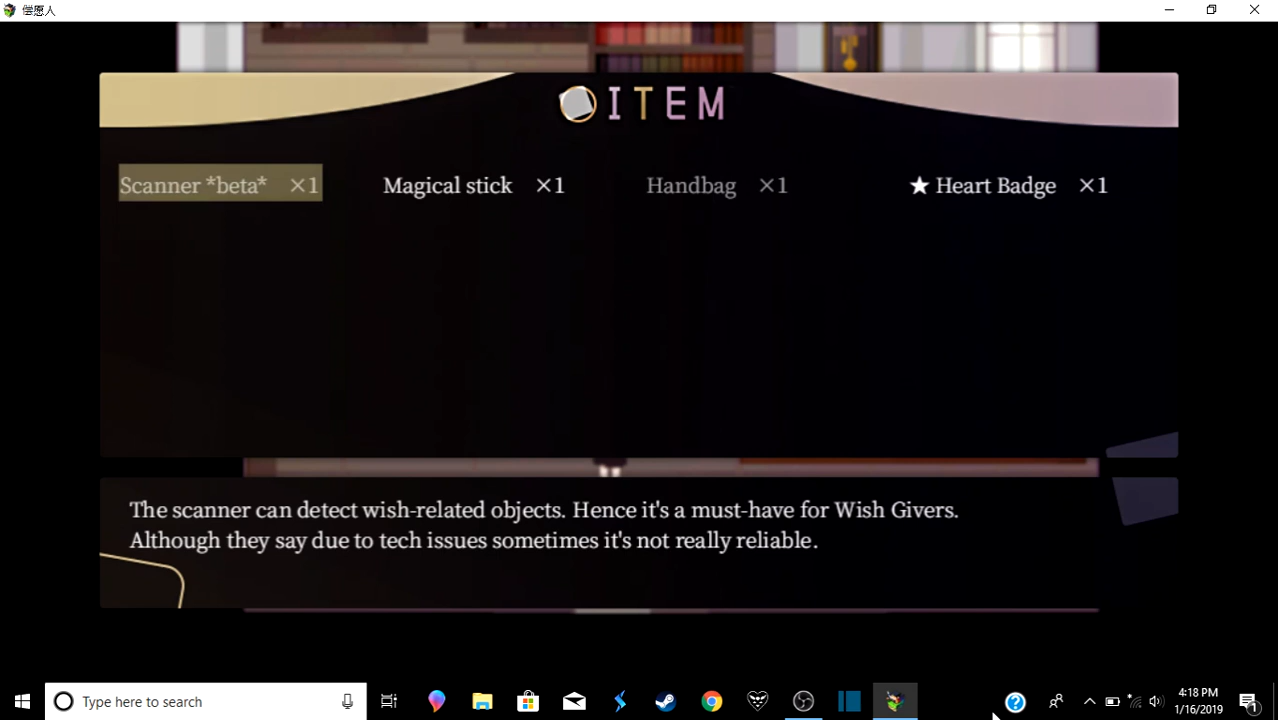 偿愿人
ITEM
Scanner *beta* ×1
Magical stick ×1
Handbag ×1
★ Heart Badge ×1
The scanner can detect wish-related objects. Hence it's a must-have for Wish Givers.
Although they say due to tech issues sometimes it's not really reliable.
Type here to search
4:18 PM
1/16/2019
1